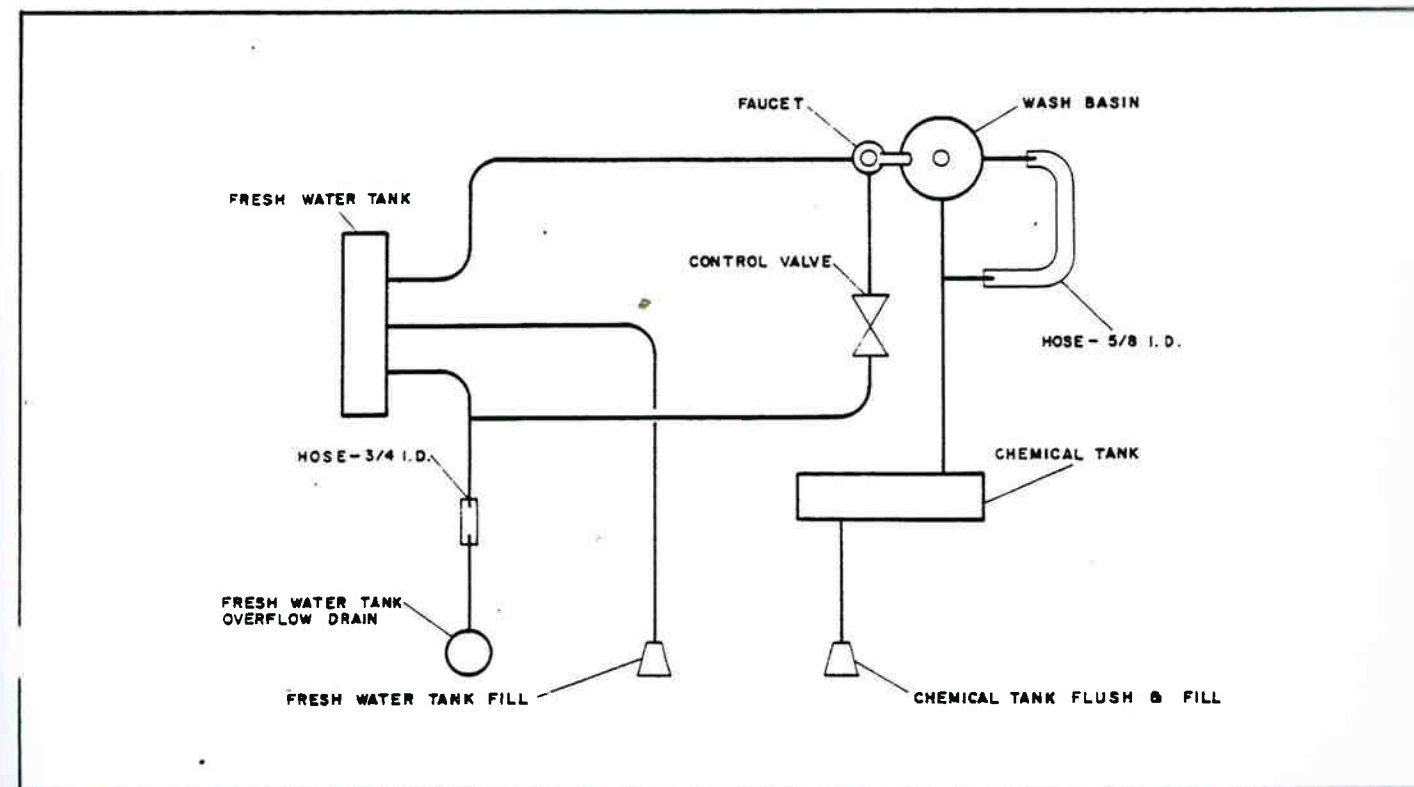 FAUCET
WASH BASIN
FRESH WATER TANK
CONTROL VALVE
HOSE-5/8 I.D.
HOSE-3/4 I.D.
CHEMICAL TANK
FRESH WATER TANK
OVERFLOW DRAIN
FRESH WATER TANK FILL
CHEMICAL TANK FLUSH & FILL